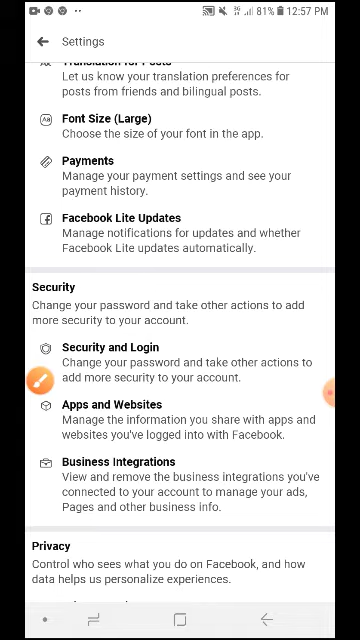 81% 12:57 PM
Settings
Translation for Posts
Let us know your translation preferences for
posts from friends and bilingual posts.
Aa
Font Size (Large)
Choose the size of your font in the app.
Payments
Manage your payment settings and see your
payment history.
Facebook Lite Updates
Manage notifications for updates and whether
Facebook Lite updates automatically.
Security
Change your password and take other actions to add
more security to your account.
Security and Login
Change your password and take other actions to
add more security to your account.
Apps and Websites
Manage the information you share with apps and
websites you've logged into with Facebook.
Business Integrations
View and remove the business integrations you've
connected to your account to manage your ads,
Pages and other business info.
Privacy
Control who sees what you do on Facebook, and how
data helps us personalize experiences.